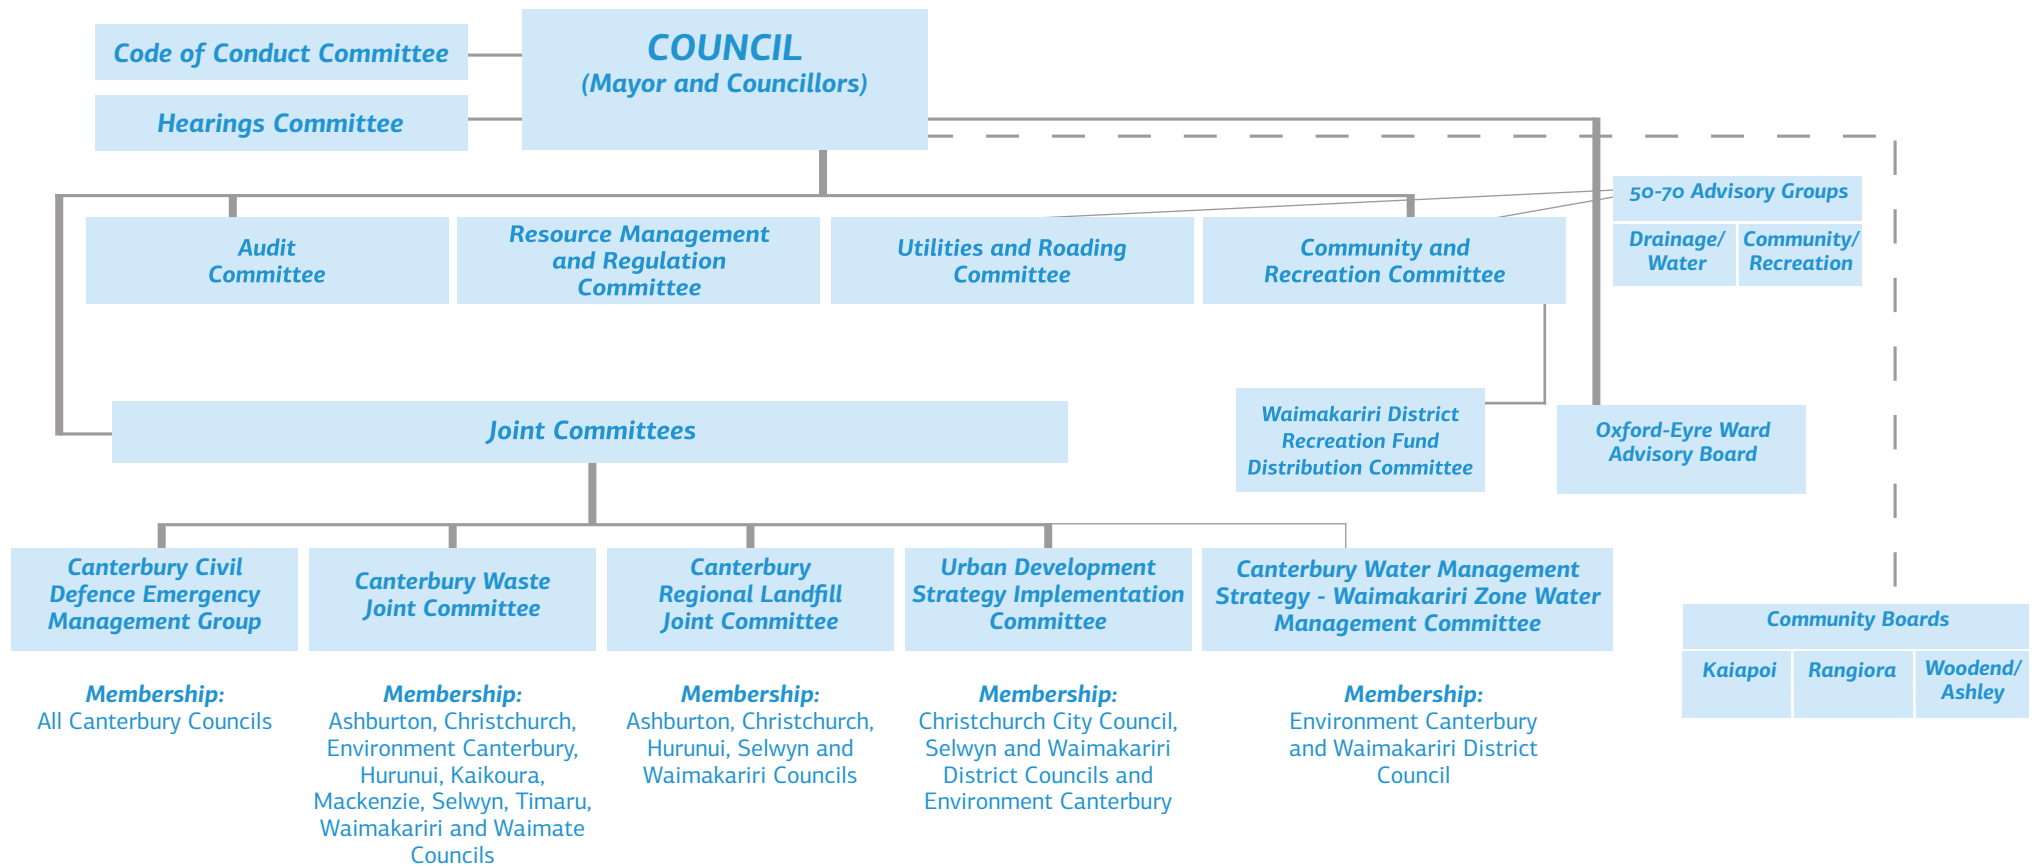 Code of Conduct Committee
Hearings Committee
COUNCIL
(Mayor and Councillors)
50-70 Advisory Groups
Drainage/
Water
Community/
Recreation
Audit
Committee
Resource Management
and Regulation
Committee
Utilities and Roading
Committee
Community and
Recreation Committee
Joint Committees
Waimakariri District
Recreation Fund
Distribution Committee
Oxford-Eyre Ward
Advisory Board
Canterbury Civil
Defence Emergency
Management Group
Canterbury Waste
Joint Committee
Canterbury
Regional Landfill
Joint Committee
Urban Development
Strategy Implementation
Committee
Canterbury Water Management
Strategy - Waimakariri Zone Water
Management Committee
Community Boards
Kaiapoi
Rangiora
Woodend/
Ashley
Membership:
All Canterbury Councils
Membership:
Ashburton, Christchurch,
Environment Canterbury,
Hurunui, Kaikoura,
Mackenzie, Selwyn, Timaru,
Waimakariri and Waimate
Councils
Membership:
Ashburton, Christchurch,
Hurunui, Selwyn and
Waimakariri Councils
Membership:
Christchurch City Council,
Selwyn and Waimakariri
District Councils and
Environment Canterbury
Membership:
Environment Canterbury
and Waimakariri District
Council